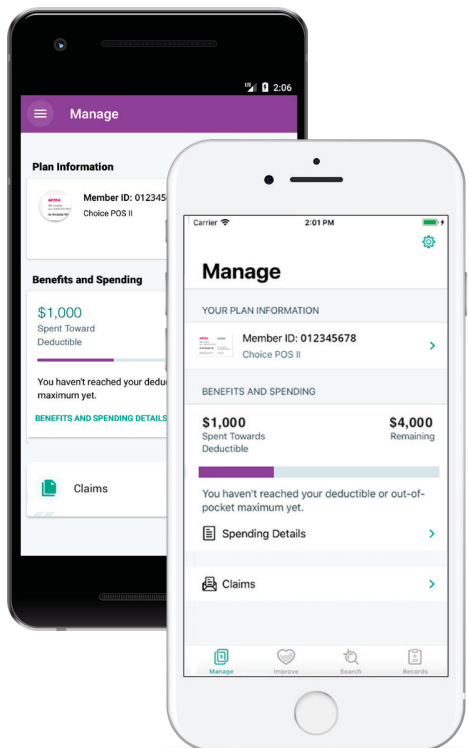 2:06
Manage
Plan Information
aetna
Member ID: 012345
Choice POS II
Benefits and Spending
$1,000
Spent Toward
Deductible
You haven't reached your deduc
maximum yet.
BENEFITS AND SPENDING DETAILS
Claims
Carrier
2:01 PM
Manage
YOUR PLAN INFORMATION
Member ID: 012345678
Choice POS II
BENEFITS AND SPENDING
$1,000 $4,000
Spent Towards Remaining
Deductible
You haven't reached your deductible or out-of-
pocket maximum yet.
Spending Details
Claims
Manage Improve Search Records